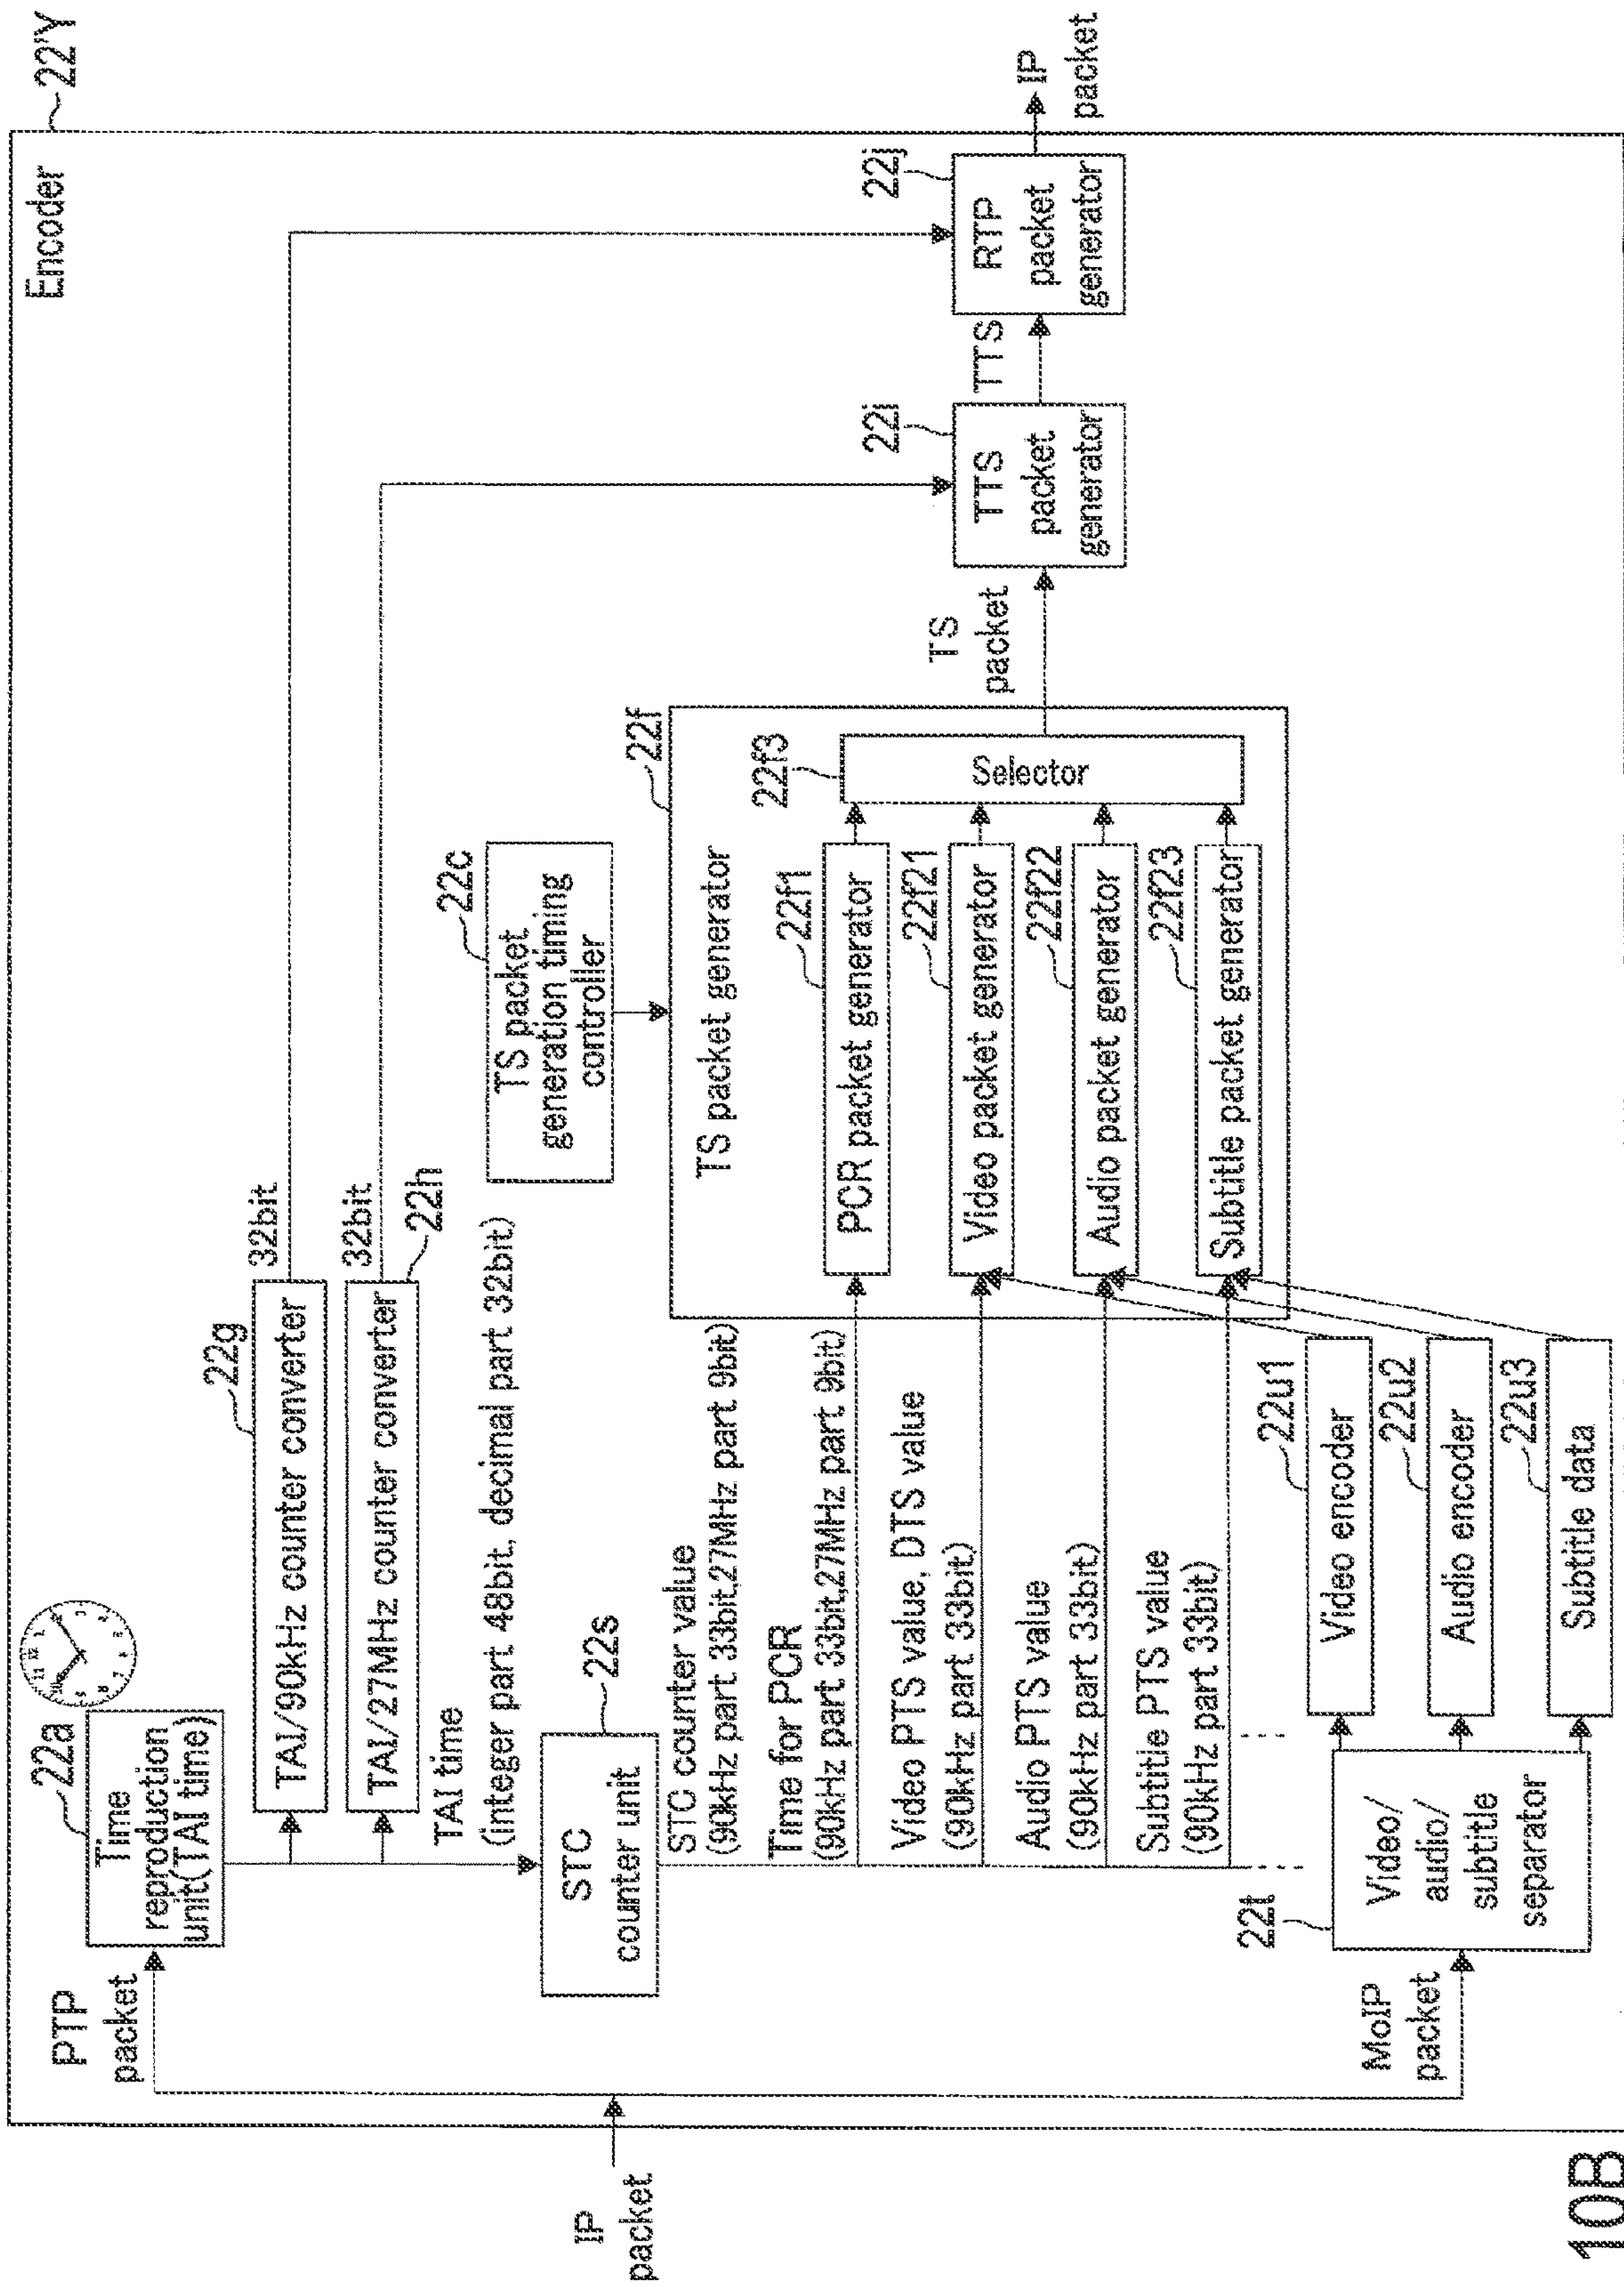 Encoder
22'Y
PTP
packet
22a
Time
reproduction
unit(TAI time)
22g
TAI/90kHz counter converter
32bit
TAI/27MHz counter converter
32bit
22h
TAI time
(integer part 48bit, decimal part 32bit)
IP
packet
STC
counter unit
22s
STC counter value
(90kHz part 33bit,27MHz part 9bit)
Time for PCR
(90kHz part 33bit,27MHz part 9bit)
Video PTS value, DTS value
(90kHz part 33bit)
Audio PTS value
(90kHz part 33bit)
Subtitle PTS value
(90kHz part 33bit)
22c
TS packet
generation timing
controller
22f
TS packet generator
22f1
PCR packet generator
22f21
Video packet generator
22f22
Audio packet generator
22f23
Subtitle packet generator
22f3
Selector
TS
packet
22i
TTS
packet
generator
TTS
22j
RTP
packet
generator
IP
packet
MoIP
packet
22t
Video/
audio/
subtitle
separator
22u1
Video encoder
22u2
Audio encoder
22u3
Subtitle data
10B